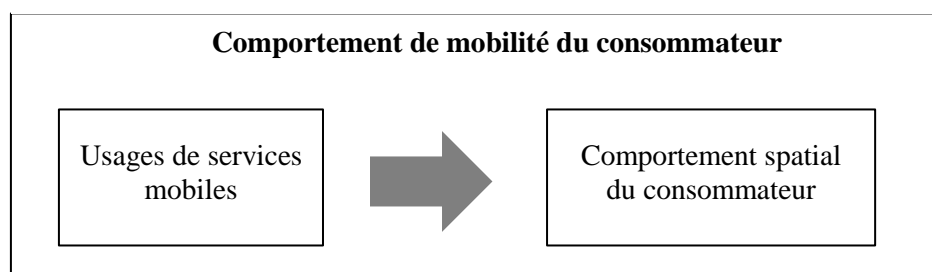 Comportement de mobilité du consommateur
Usages de services
mobiles
Comportement spatial
du consommateur